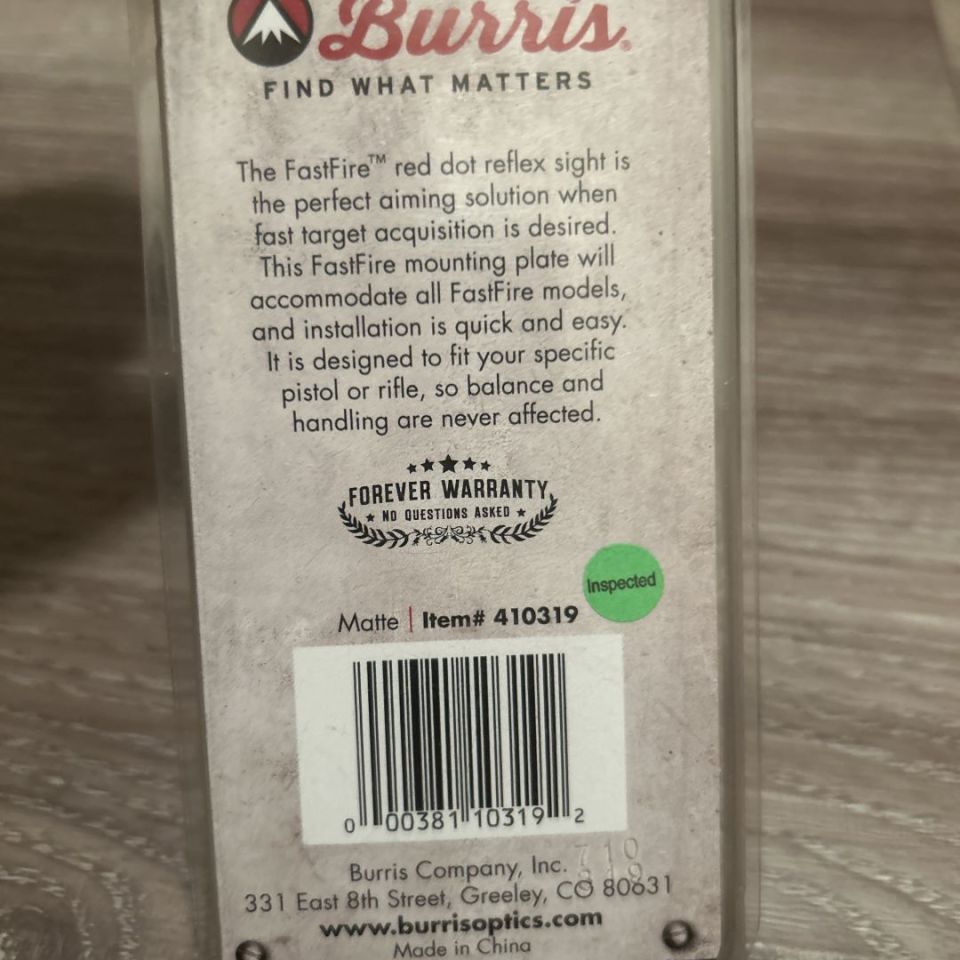 Burris®
FIND WHAT MATTERS
The FastFire™ red dot reflex sight is
the perfect aiming solution when
fast target acquisition is desired.
This FastFire mounting plate will
accommodate all FastFire models,
and installation is quick and easy.
It is designed to fit your specific
pistol or rifle, so balance and
handling are never affected.
FOREVER WARRANTY
★ NO QUESTIONS ASKED ★
Inspected
Matte | Item# 410319
0 00381 10319 2
Burris Company, Inc.
331 East 8th Street, Greeley, CO 80631
www.burrisoptics.com
Made in China